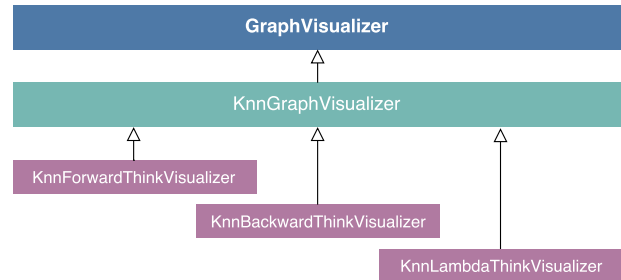 GraphVisualizer
KnnGraphVisualizer
KnnForwardThinkVisualizer
KnnBackwardThinkVisualizer
KnnLambdaThinkVisualizer